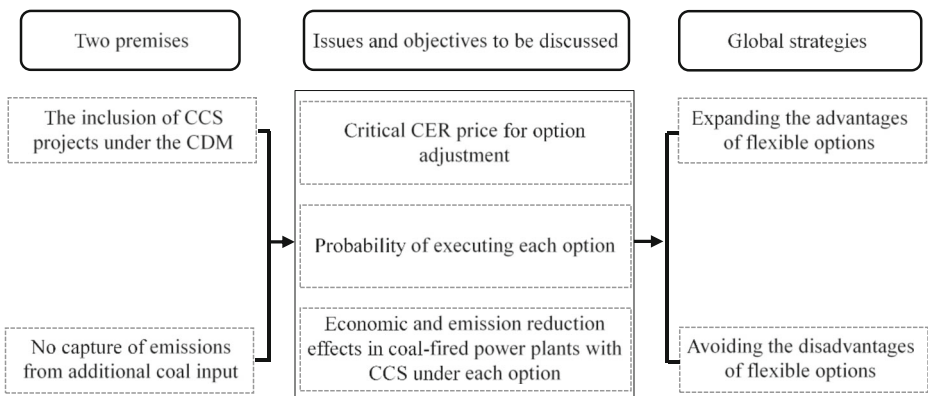 Two premises
Issues and objectives to be discussed
Global strategies
The inclusion of CCS
projects under the CDM
No capture of emissions
from additional coal input
Critical CER price for option
adjustment
Probability of executing each option
Economic and emission reduction
effects in coal-fired power plants with
CCS under each option
Expanding the advantages
of flexible options
Avoiding the disadvantages
of flexible options